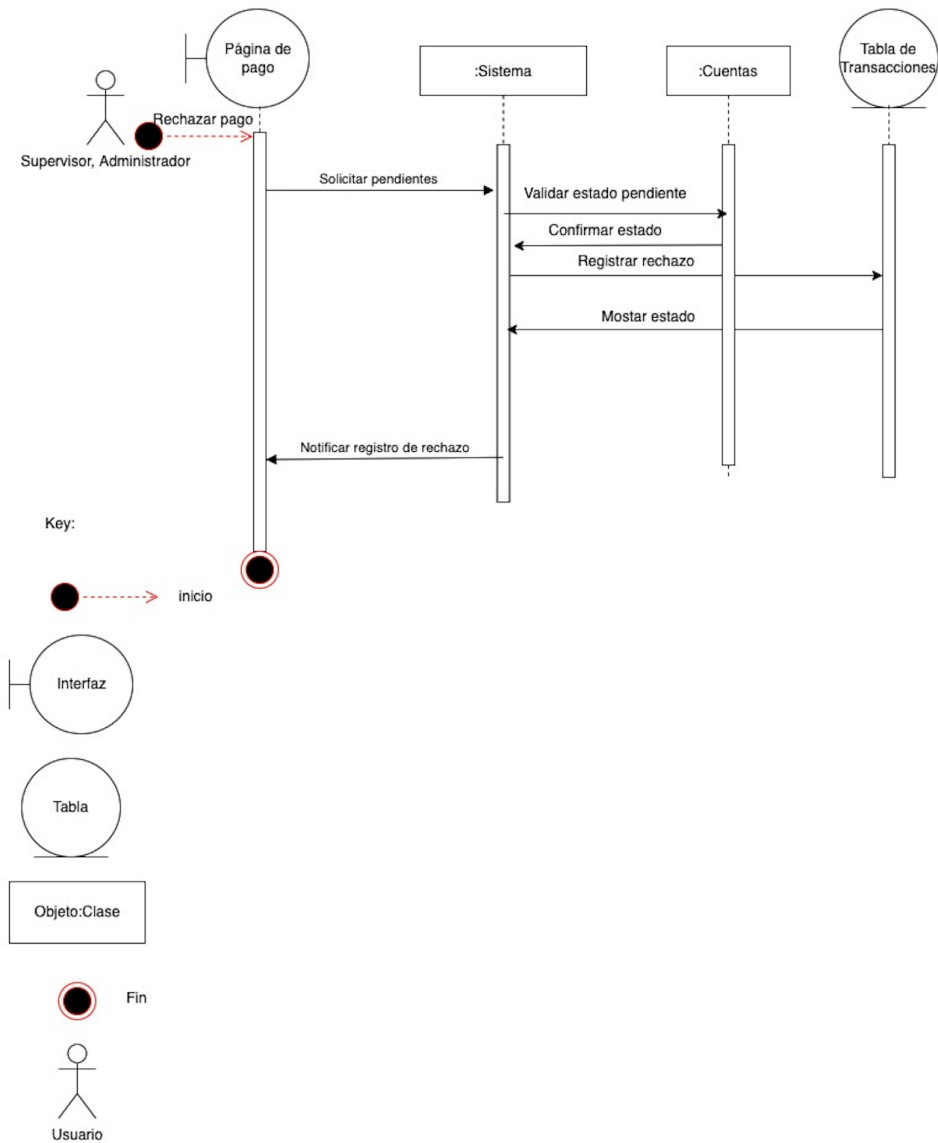 Página de
pago
:Sistema
:Cuentas
Tabla de
Transacciones
Rechazar pago
Supervisor, Administrador
Solicitar pendientes
Validar estado pendiente
Confirmar estado
Registrar rechazo
Mostar estado
Notificar registro de rechazo
Key:
inicio
Interfaz
Tabla
Objeto:Clase
Fin
Usuario